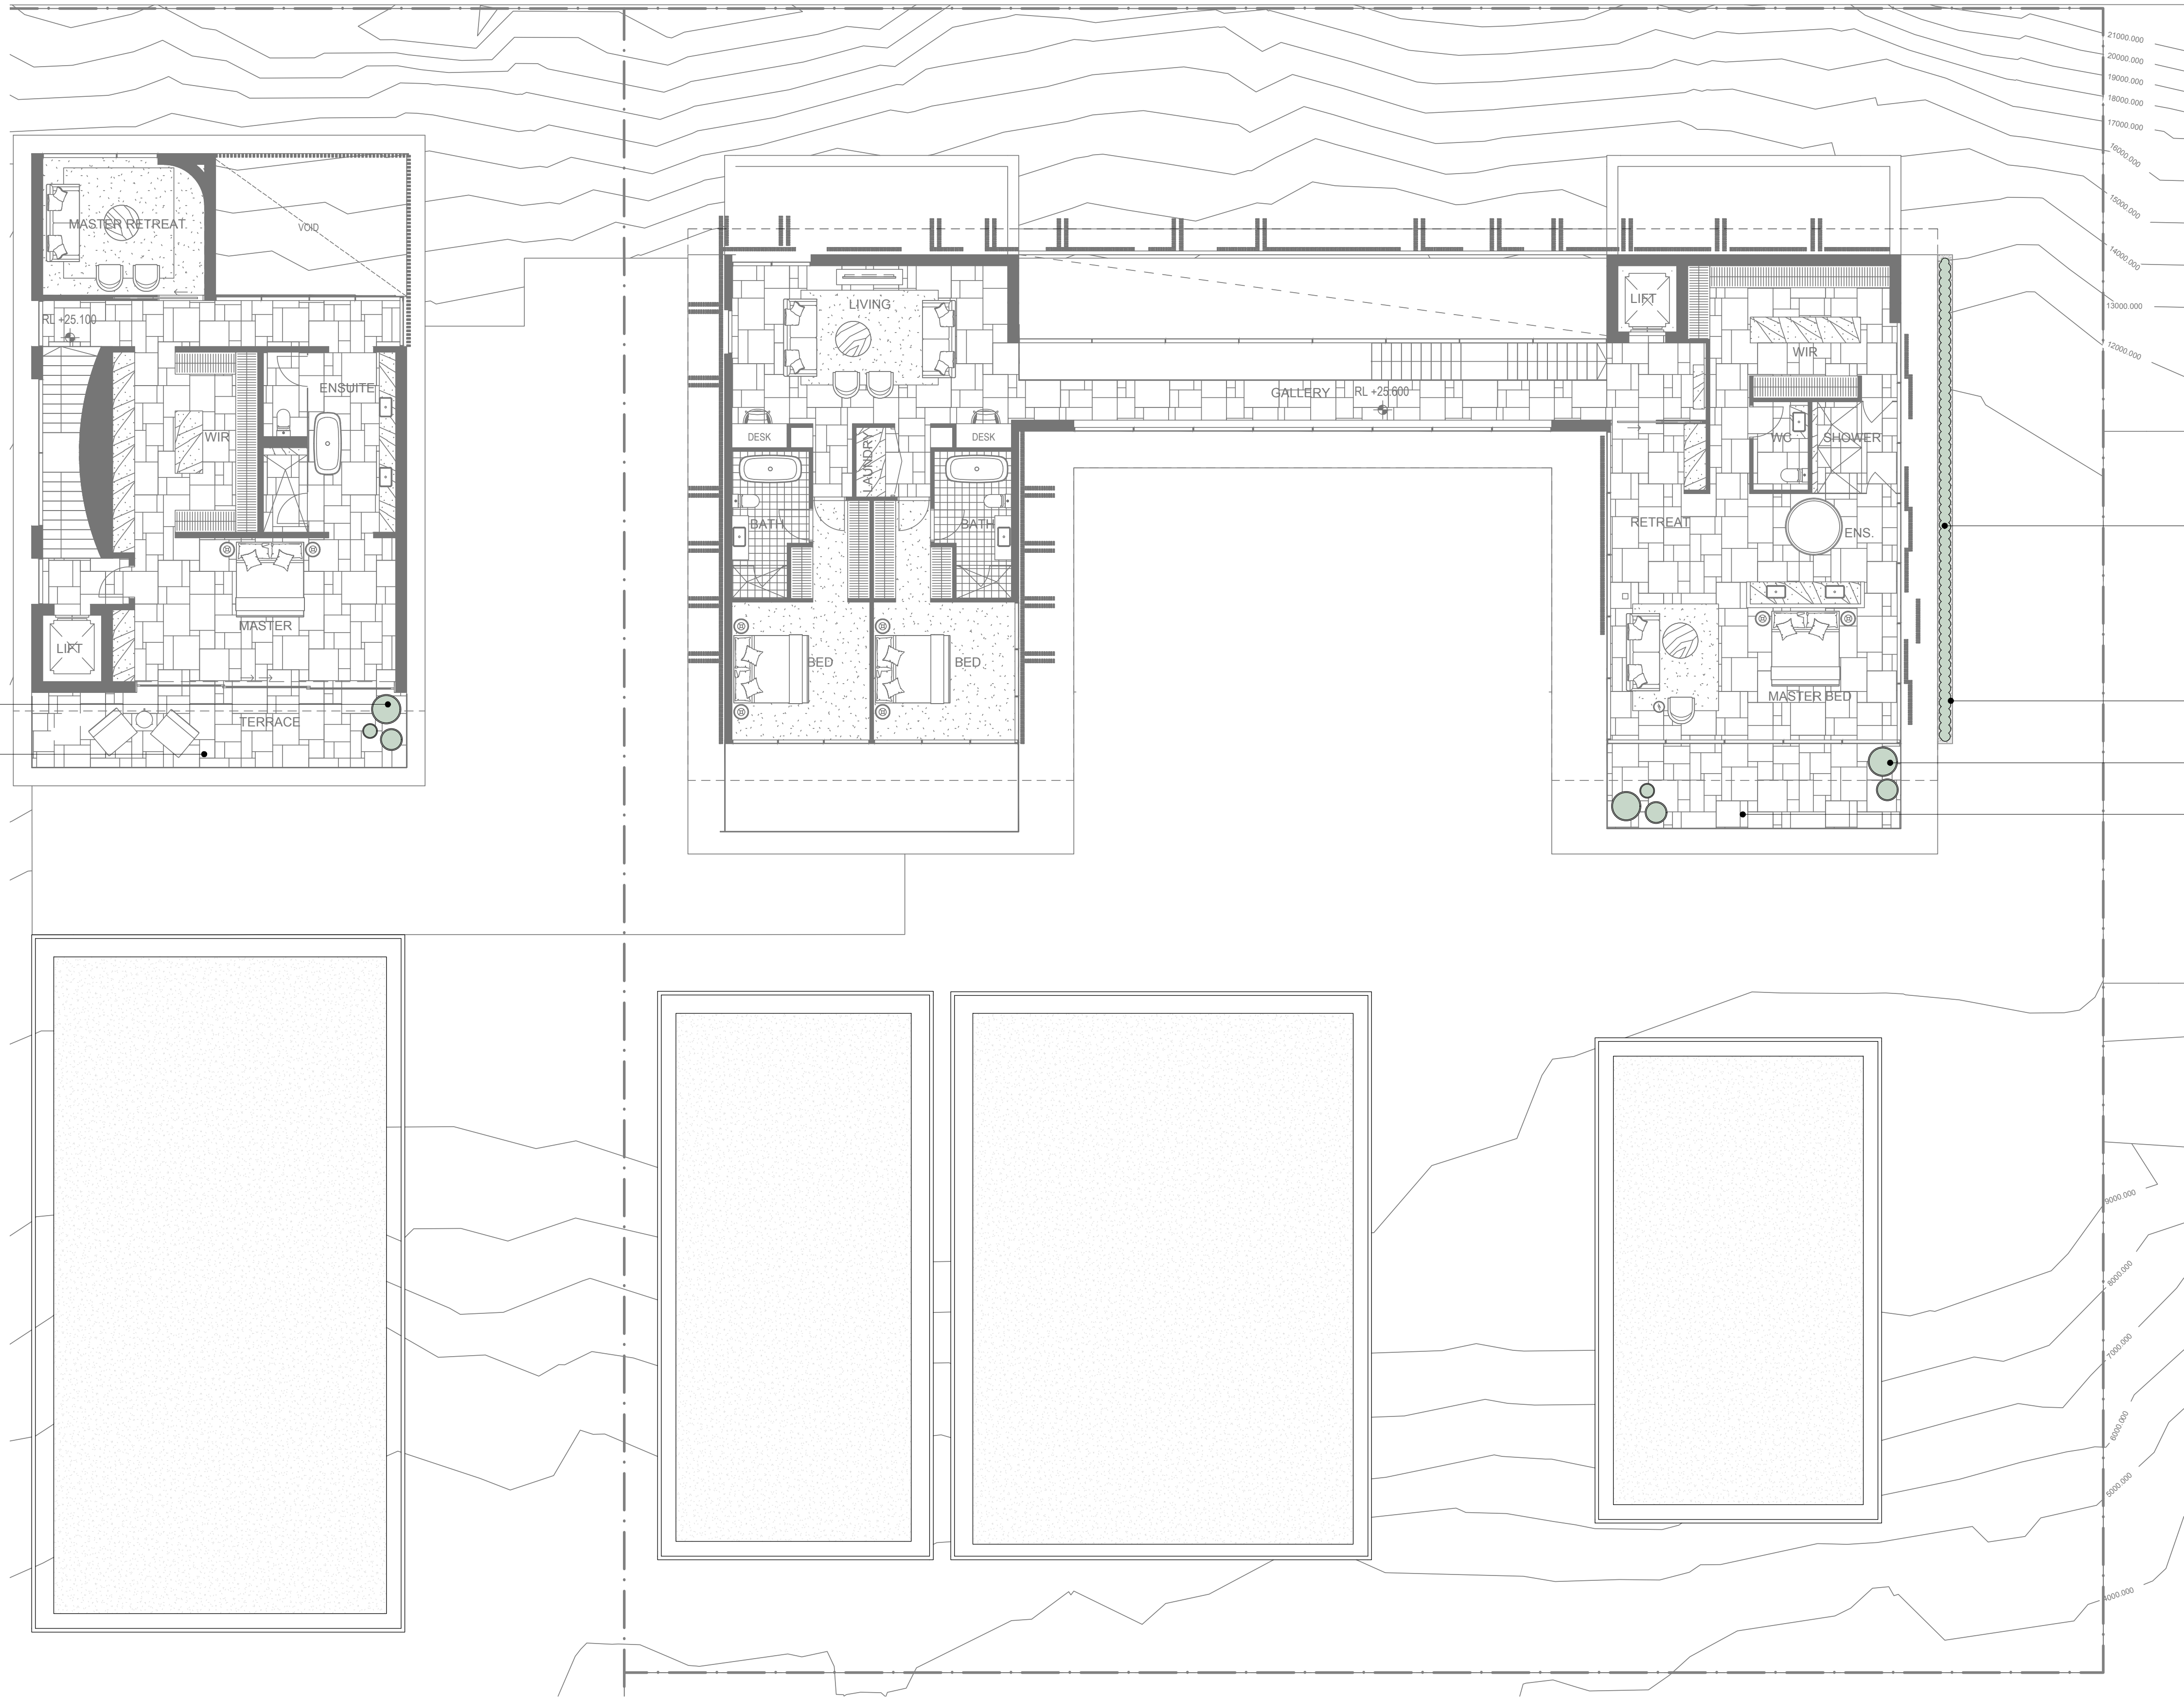 21000.000
20000.000
19000.000
18000.000
17000.000
16000.000
15000.000
14000.000
13000.000
12000.000
MASTER RETREAT
VOID
RL +25.100
ENSUITE
WIR
MASTER
LIFT
TERRACE
LIVING
GALLERY
RL +25.600
DESK
LAUNDRY
DESK
BATH
BATH
BED
BED
LIFT
WIR
WC
SHOWER
RETREAT
ENS.
MASTER BED
9000.000
8000.000
7000.000
6000.000
5000.000
4000.000